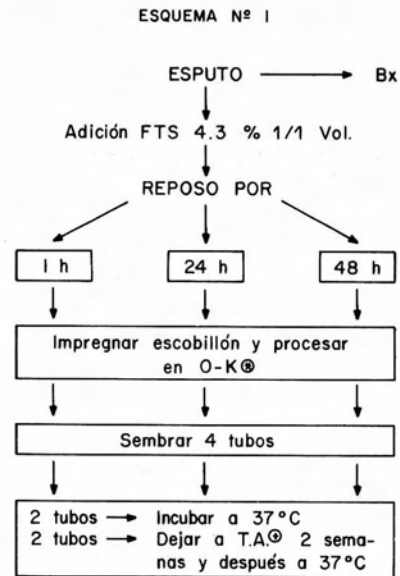 ESQUEMA Nº I
ESPUTO Bx
Adición FTS 4.3 % 1/1 Vol.
REPOSO POR
1 h 24 h 48 h
Impregnar escobillón y procesar
en O-K⊛
Sembrar 4 tubos
2 tubos → Incubar a 37°C
2 tubos → Dejar a T.A.⊕ 2 sema-
nas y después a 37°C